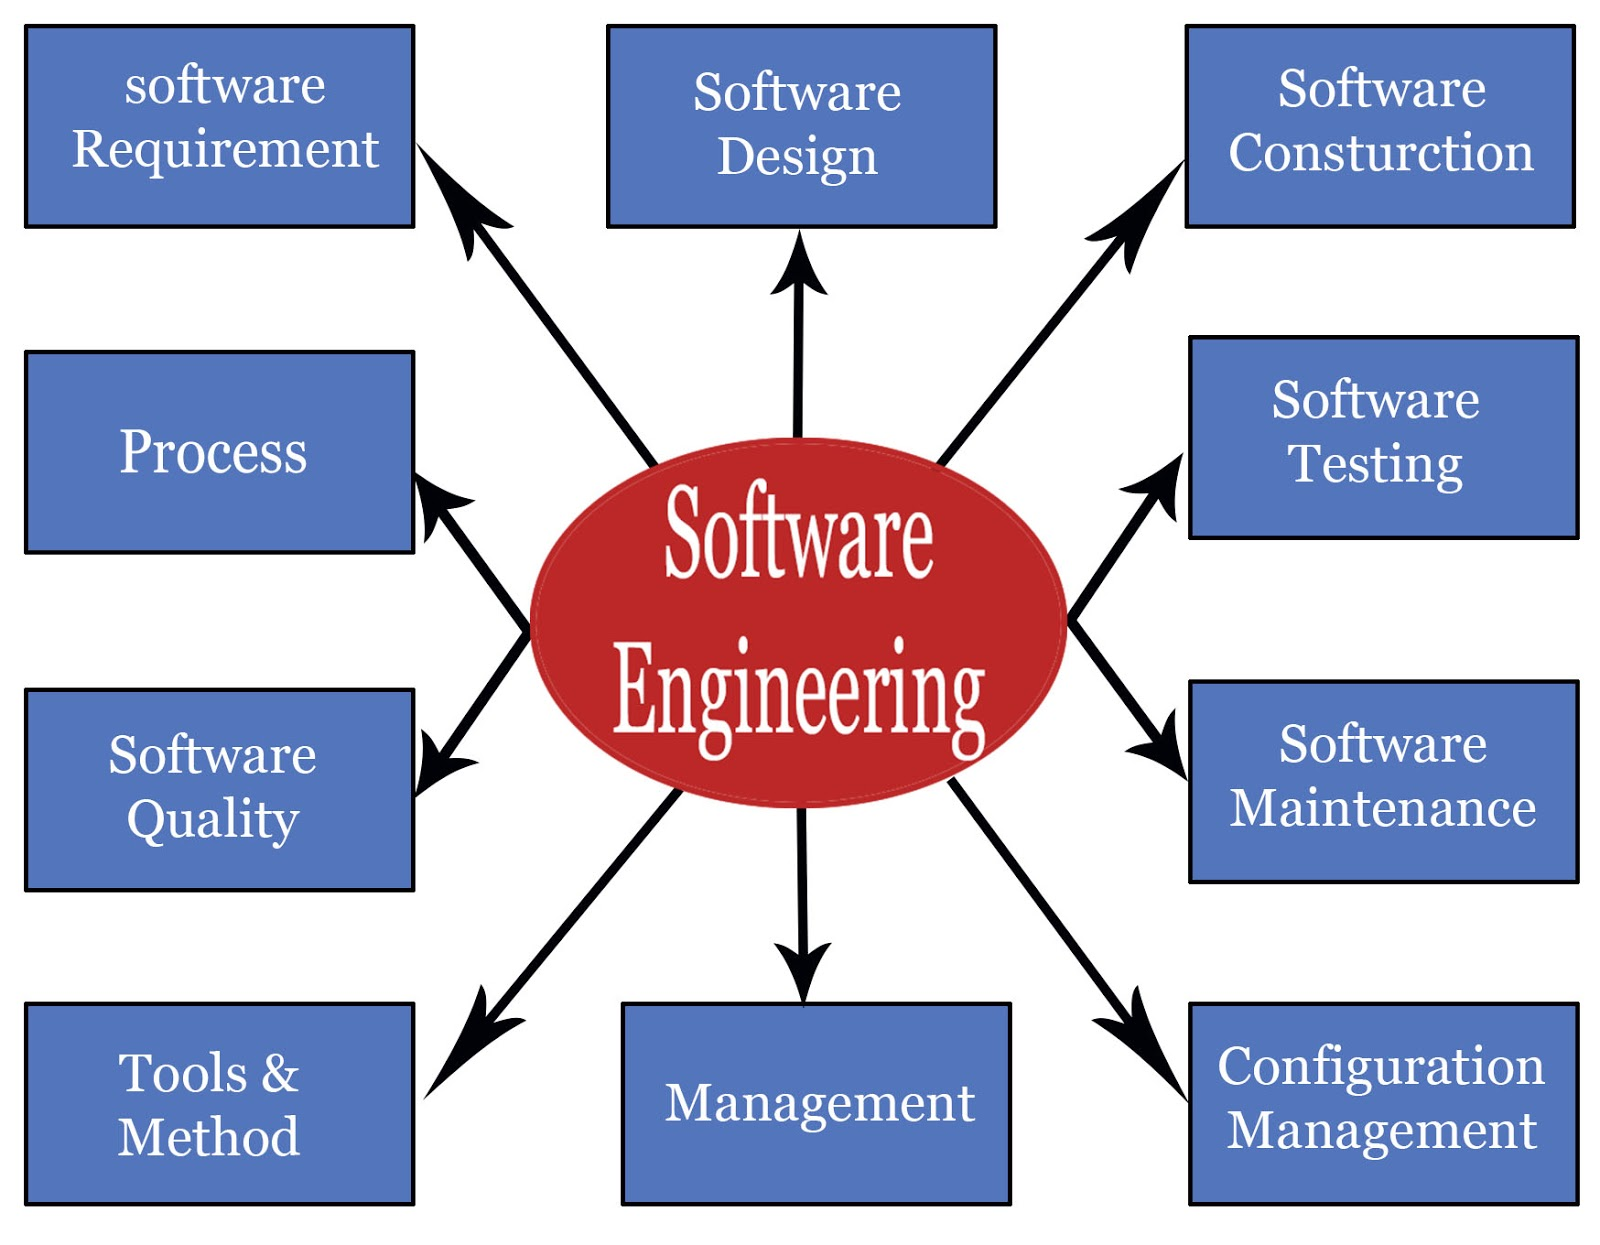 software
Requirement
Software
Design
Software
Consturction
Process
Software
Testing
Software
Engineering
Software
Quality
Software
Maintenance
Tools &
Method
Management
Configuration
Management